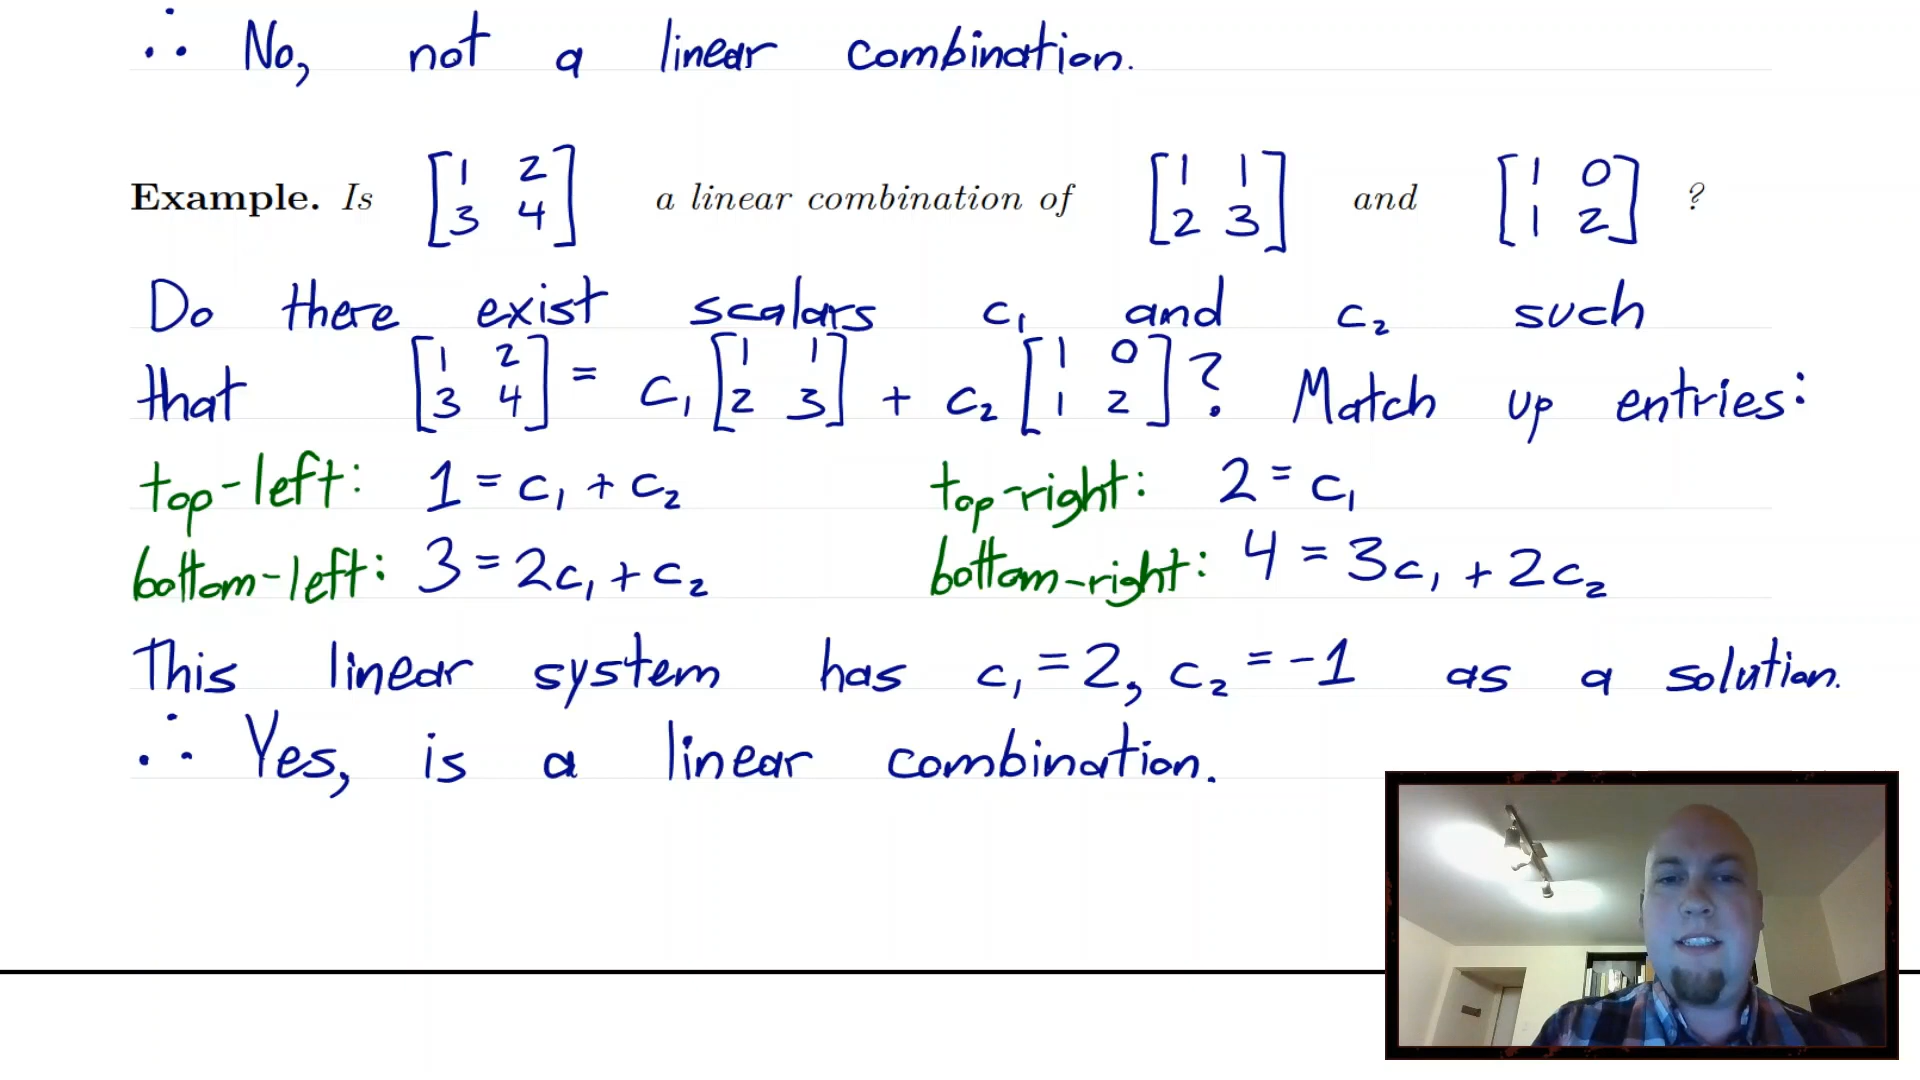 ∴ No, not a linear combination.
Example. Is [1 2; 3 4] a linear combination of [1 1; 2 3] and [1 0; 1 2] ?
Do there exist scalars c₁ and c₂ such
that [1 2; 3 4] = c₁ [1 1; 2 3] + c₂ [1 0; 1 2] ? Match up entries:
top-left: 1 = c₁ + c₂ top-right: 2 = c₁
bottom-left: 3 = 2c₁ + c₂ bottom-right: 4 = 3c₁ + 2c₂
This linear system has c₁ = 2, c₂ = -1 as a solution.
∴ Yes, is a linear combination.